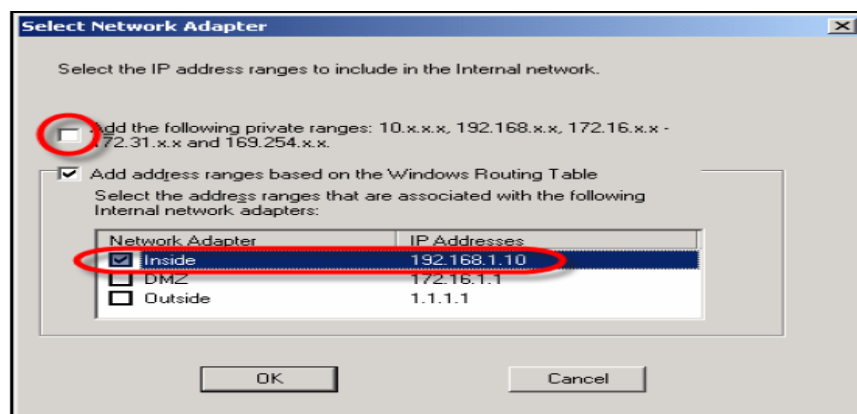 Select Network Adapter
Select the IP address ranges to include in the Internal network.
Add the following private ranges: 10.x.x.x, 192.168.x.x, 172.16.x.x -
172.31.x.x and 169.254.x.x.
Add address ranges based on the Windows Routing Table
Select the address ranges that are associated with the following
Internal network adapters:
Network Adapter IP Addresses
Inside 192.168.1.10
DMZ 172.16.1.1
Outside 1.1.1.1
OK Cancel